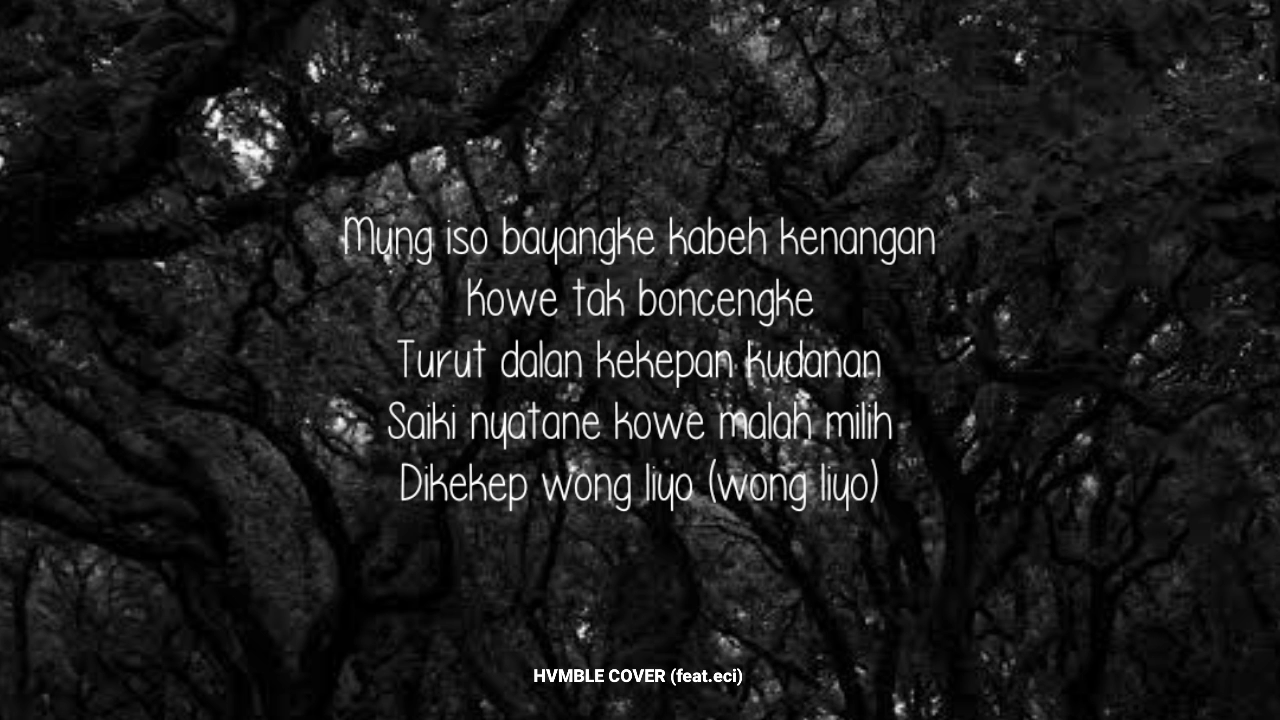 Mung iso bayangke kabeh kenangan
Kowe tak boncengke
Turut dalan kekepan kudanan
Saiki nyatane kowe malah milih
Dikekep wong liyo (wong liyo)
HVMBLE COVER (feat.eci)